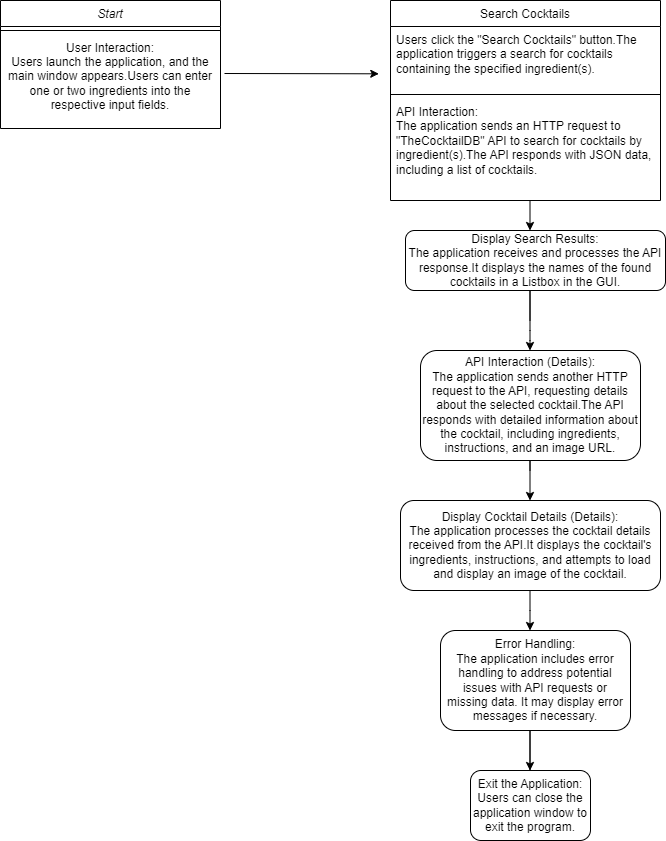 Start
User Interaction:
Users launch the application, and the
main window appears.Users can enter
one or two ingredients into the
respective input fields.
Search Cocktails
Users click the "Search Cocktails" button.The
application triggers a search for cocktails
containing the specified ingredient(s).
API Interaction:
The application sends an HTTP request to
"TheCocktailDB" API to search for cocktails by
ingredient(s).The API responds with JSON data,
including a list of cocktails.
Display Search Results:
The application receives and processes the API
response.It displays the names of the found
cocktails in a Listbox in the GUI.
API Interaction (Details):
The application sends another HTTP
request to the API, requesting details
about the selected cocktail.The API
responds with detailed information about
the cocktail, including ingredients,
instructions, and an image URL.
Display Cocktail Details (Details):
The application processes the cocktail details
received from the API.It displays the cocktail's
ingredients, instructions, and attempts to load
and display an image of the cocktail.
Error Handling:
The application includes error
handling to address potential
issues with API requests or
missing data. It may display error
messages if necessary.
Exit the Application:
Users can close the
application window to
exit the program.